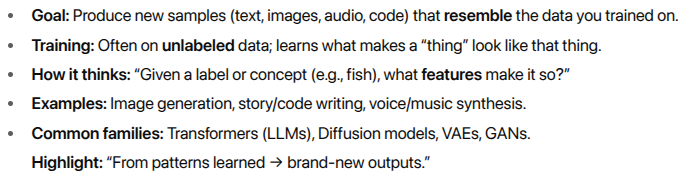 • Goal: Produce new samples (text, images, audio, code) that resemble the data you trained on.
• Training: Often on unlabeled data; learns what makes a “thing” look like that thing.
• How it thinks: “Given a label or concept (e.g., fish), what features make it so?”
• Examples: Image generation, story/code writing, voice/music synthesis.
• Common families: Transformers (LLMs), Diffusion models, VAEs, GANs.
Highlight: “From patterns learned → brand-new outputs.”